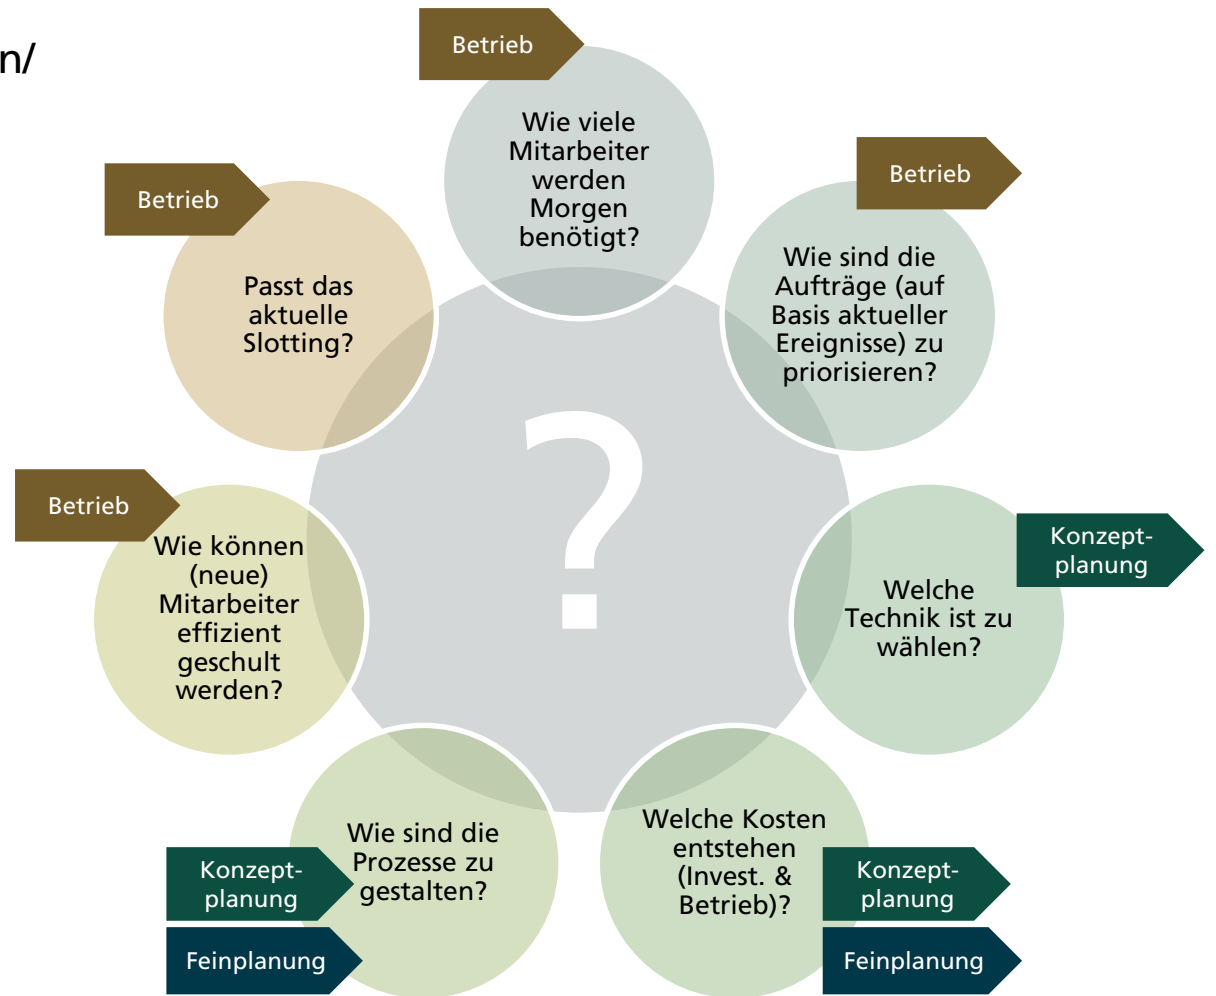 n/
Betrieb
Wie viele
Mitarbeiter
werden
Morgen
benötigt?
Betrieb
Wie sind die
Aufträge (auf
Basis aktueller
Ereignisse) zu
priorisieren?
Betrieb
Passt das
aktuelle
Slotting?
?
Betrieb
Wie können
(neue)
Mitarbeiter
effizient
geschult
werden?
Konzept-
planung
Welche
Technik ist zu
wählen?
Wie sind die
Prozesse zu
gestalten?
Konzept-
planung
Feinplanung
Welche Kosten
entstehen
(Invest. &
Betrieb)?
Konzept-
planung
Feinplanung